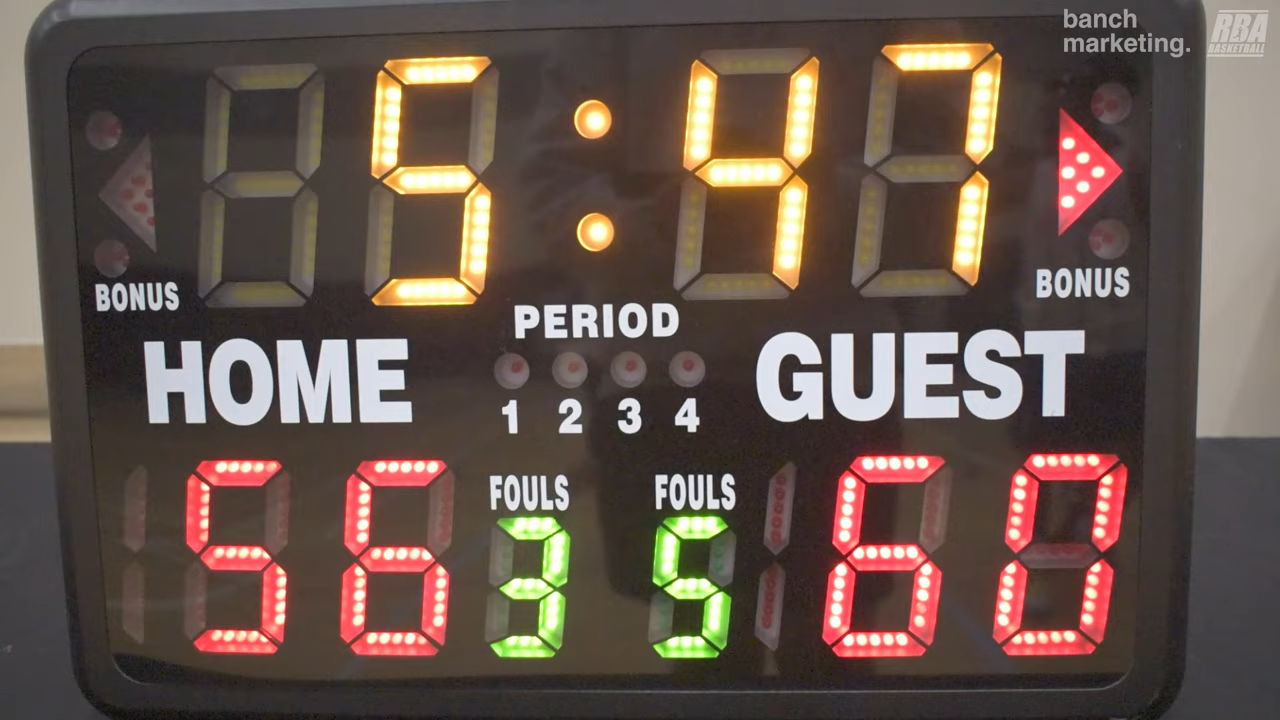 banch
marketing.
RBA
BASKETBALL
5:47
BONUS
BONUS
PERIOD
HOME
GUEST
1 2 3 4
FOULS
FOULS
56
3
5
60